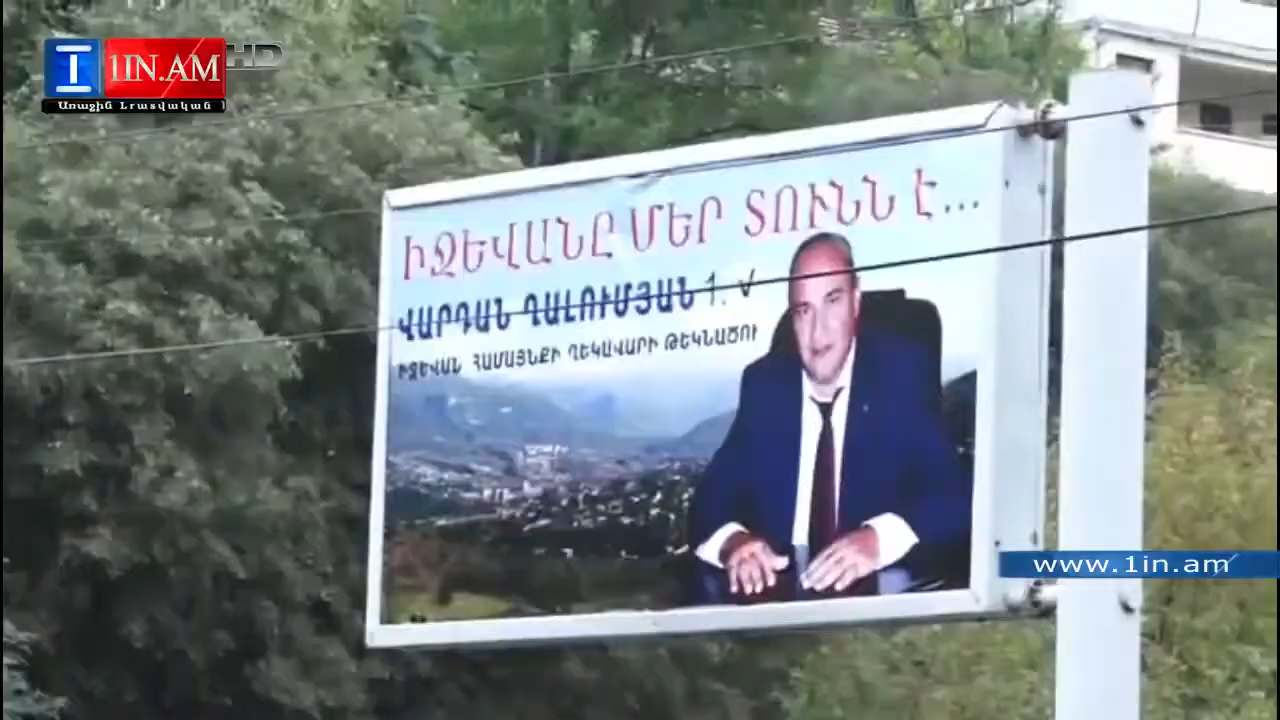 1IN.AM HD
Առաջին Լրատվական
ԻՋԵՎԱՆԸ ՄԵՐ ՏՈՒՆՆ Է...
ՎԱՐԴԱՆ ՂԱԼՈՒՄՅԱՆ 1. √
ԻՋԵՎԱՆ ՀԱՄԱՅՆՔԻ ՂԵԿԱՎԱՐԻ ԹԵԿՆԱԾՈՒ
www.1in.am